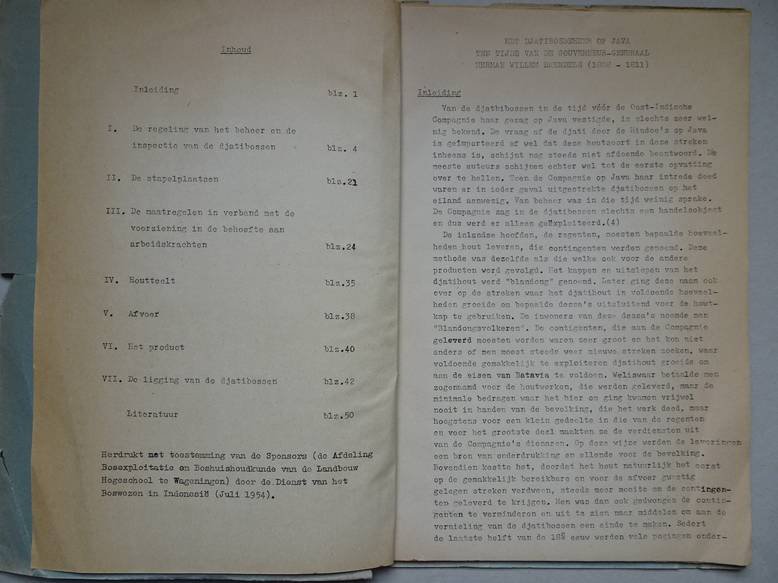 Inhoud
Inleiding blz. 1
I. De regeling van het beheer en de
inspectie van de djatibossen blz. 4
II. De stapelplaatsen blz.21
III. De maatregelen in verband met de
voorziening in de behoefte aan
arbeidskrachten blz.24
IV. Houtteelt blz.35
V. Afvoer blz.38
VI. Het product blz.40
VII. De ligging van de djatibossen blz.42
Literatuur blz.50
Herdrukt met toestemming van de Sponsors (de Afdeling
Bosexploitatie en Boshuishoudkunde van de Landbouw
Hogeschool te Wageningen) door de Dienst van het
Boswezen in Indonesië (Juli 1954).
HET DJATIBOSBEHEER OP JAVA
TEN TIJDE VAN DE GOUVERNEUR-GENERAAL
HERMAN WILLEM DAENDELS (1808 - 1811)
Inleiding
Van de djatibossen in de tijd vóór de Oost-Indische
Compagnie haar gezag op Java vestigde, is slechts zeer wei-
nig bekend. De vraag of de djati door de Hindoe's op Java
is geïmporteerd of wel dat deze houtsoort in deze streken
inheems is, schijnt nog steeds niet afdoende beantwoord. De
meeste auteurs schijnen echter wel tot de eerste opvatting
over te hellen. Toen de Compagnie op Java haar intrede deed
waren er in ieder geval uitgestrekte djatibossen op het
eiland aanwezig. Van beheer was in die tijd weinig sprake.
De Compagnie zag in de djatibossen slechts een handelsobject
en dus werd er alleen geëxploiteerd.(4)
De inlandse hoofden, de regenten, moesten bepaalde hoeveel-
heden hout leveren, die contingenten werden genoemd. Deze
methode was dezelfde als die welke ook voor de andere
producten werd gevolgd. Het kappen en uitslepen van het
djatihout werd "blandong" genoemd. Later ging deze naam ook
over op de streken waar het djatihout in voldoende hoeveel-
heden groeide en bepaalde dessa's uitsluitend voor de hout-
kap te gebruiken. De inwoners van deze dessa's noemde men
"Blandongsvolkeren". De contigenten, die aan de Compagnie
geleverd moesten worden waren zeer groot en het kon niet
anders of men moest steeds weer nieuwe streken zoeken, waar
voldoende gemakkelijk te exploiteren djatihout groeide om
aan de eisen van Batavia te voldoen. Weliswaar betaalde men
zogenaamd voor de houtwerken, die werden geleverd, maar de
minimale bedragen waar het hier om ging kwamen vrijwel
nooit in handen van de bevolking, die het werk deed, maar
hoogstens voor een klein gedeelte in die van de regenten
en voor het grootste deel maakten ze de verdiensten uit
van de Compagnie's dienaren. Op deze wijze werden de leveringen
een bron van onderdrukking en ellende voor de bevolking.
Bovendien kostte het, doordat het hout natuurlijk het eerst
op de gemakkelijk bereikbare en voor de afvoer gunstig
gelegen streken verdween, steeds meer moeite om de contingen-
ten geleverd te krijgen. Men was dan ook gedwongen de contin-
genten te verminderen en uit te zien naar middelen om aan de
vernieling van de djatibossen een einde te maken. Sedert
de laatste helft van de 18e eeuw werden vele pogingen onder-